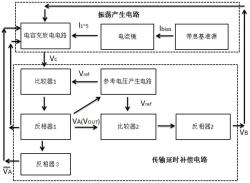 振荡产生电路
电容充放电电路
I1~5
电流镜
Ibias
带息基准源
Vc
比较器1
Vref
参考电压产生电路
Vref
反相器1
VA(VOUT)
比较器2
反相器2
VB
反相器3
VA
传输延时补偿电路